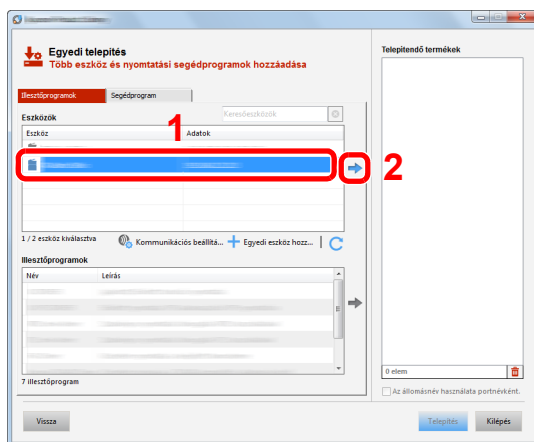 Egyedi telepítés
Több eszköz és nyomtatási segédprogramok hozzáadása
Illesztőprogramok
Segédprogram
Eszközök
Keresőeszközök
Eszköz
Adatok
1
2
1 / 2 eszköz kiválasztva
Kommunikációs beállítá...
Egyedi eszköz hozz...
Illesztőprogramok
Név
Leírás
7 illesztőprogram
Telepítendő termékek
0 elem
Az állomásnév használata portnévként.
Vissza
Telepítés
Kilépés